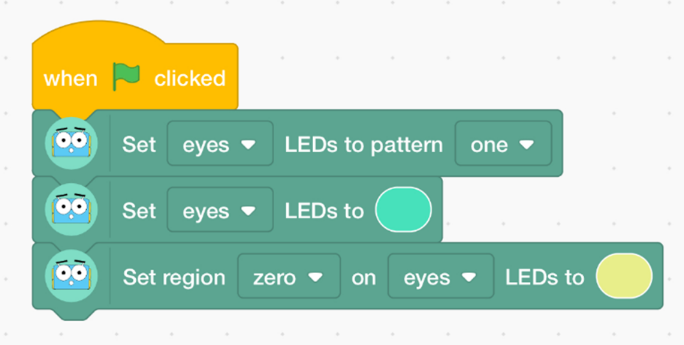 when clicked
Set eyes LEDs to pattern one
Set eyes LEDs to
Set region zero on eyes LEDs to